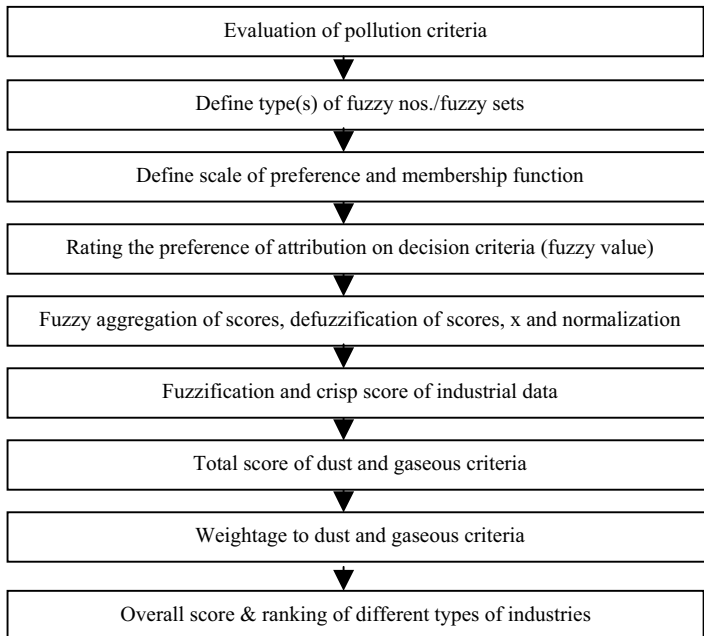 Evaluation of pollution criteria
Define type(s) of fuzzy nos./fuzzy sets
Define scale of preference and membership function
Rating the preference of attribution on decision criteria (fuzzy value)
Fuzzy aggregation of scores, defuzzification of scores, x and normalization
Fuzzification and crisp score of industrial data
Total score of dust and gaseous criteria
Weightage to dust and gaseous criteria
Overall score & ranking of different types of industries